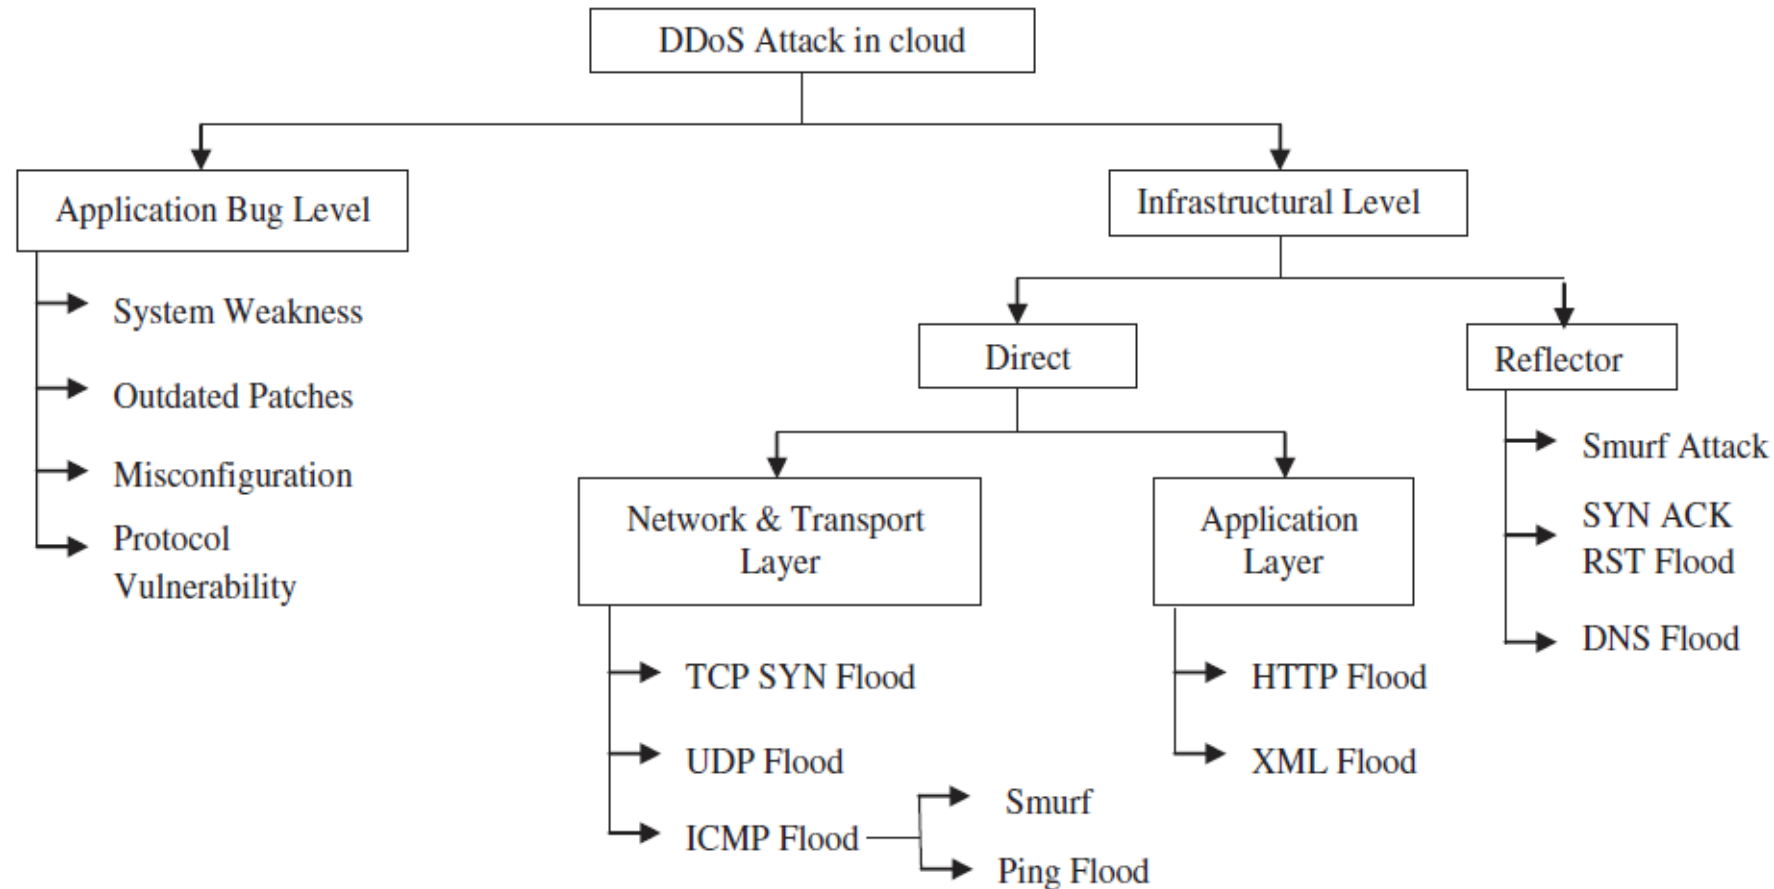 DDoS Attack in cloud
Application Bug Level
Infrastructural Level
System Weakness
Outdated Patches
Misconfiguration
Protocol
Vulnerability
Direct
Reflector
Network & Transport
Layer
Application
Layer
Smurf Attack
SYN ACK
RST Flood
DNS Flood
TCP SYN Flood
UDP Flood
ICMP Flood
Smurf
Ping Flood
HTTP Flood
XML Flood